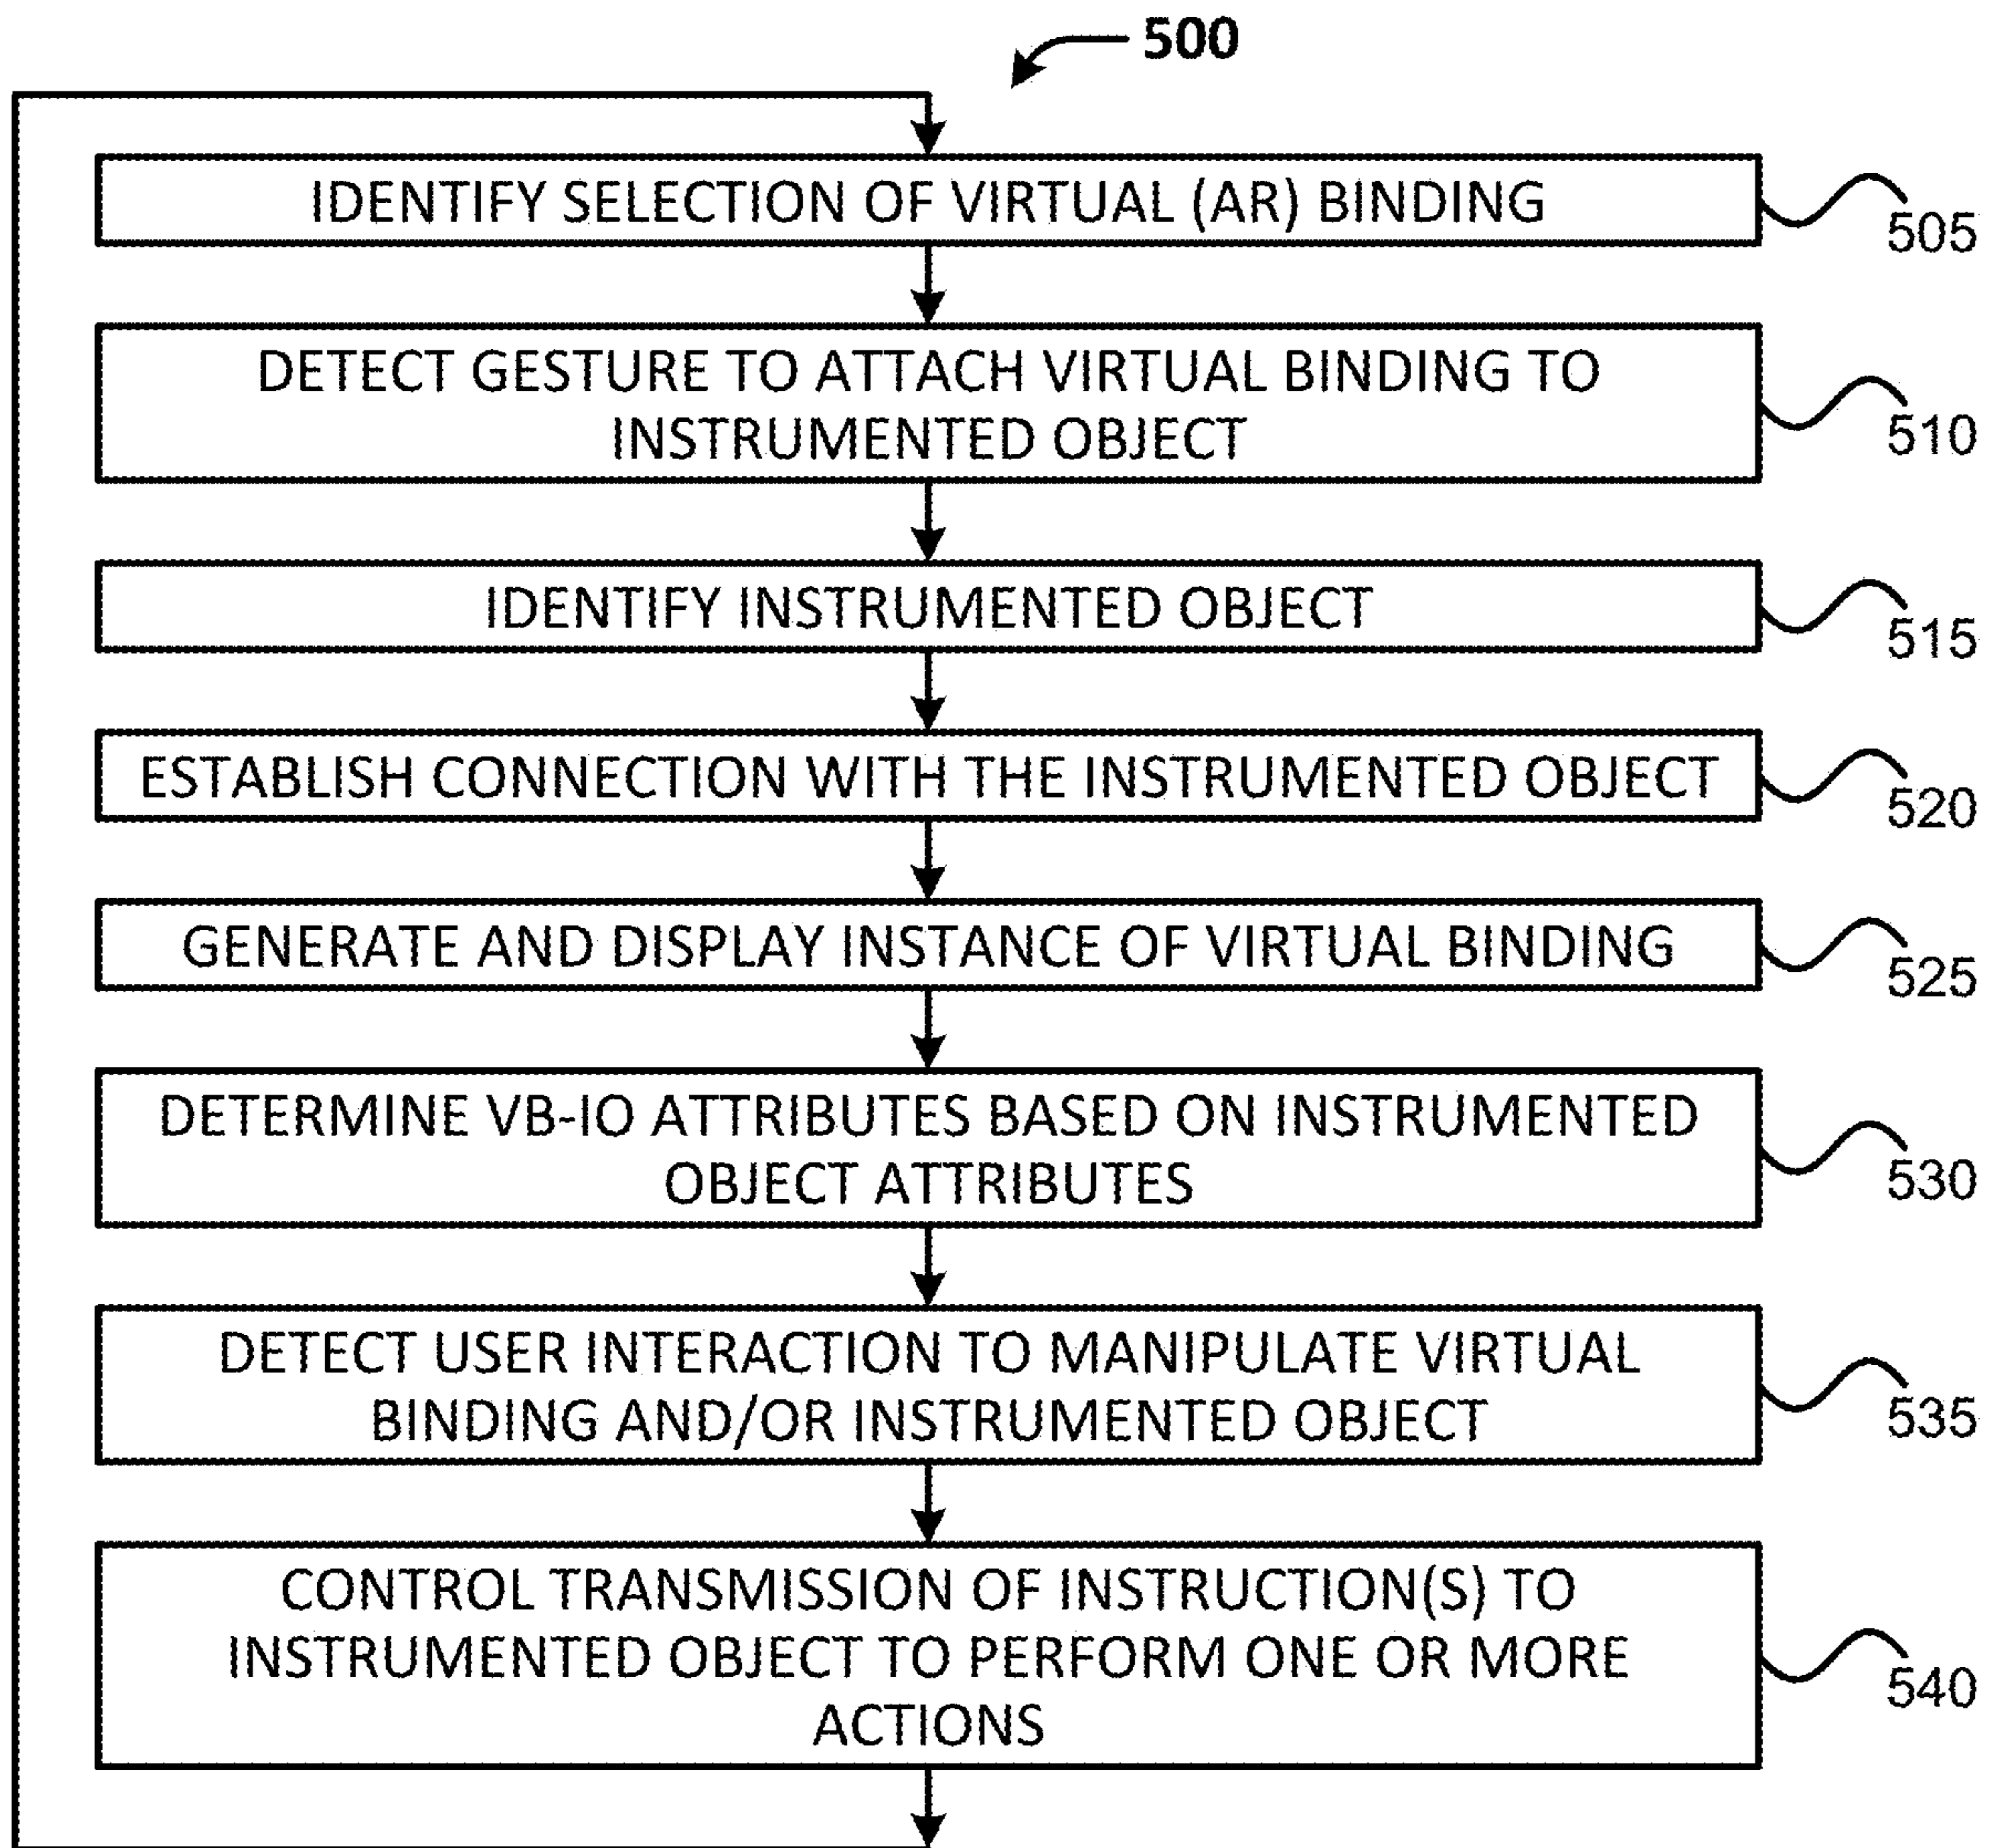 500
IDENTIFY SELECTION OF VIRTUAL (AR) BINDING
505
DETECT GESTURE TO ATTACH VIRTUAL BINDING TO
INSTRUMENTED OBJECT
510
IDENTIFY INSTRUMENTED OBJECT
515
ESTABLISH CONNECTION WITH THE INSTRUMENTED OBJECT
520
GENERATE AND DISPLAY INSTANCE OF VIRTUAL BINDING
525
DETERMINE VB-IO ATTRIBUTES BASED ON INSTRUMENTED
OBJECT ATTRIBUTES
530
DETECT USER INTERACTION TO MANIPULATE VIRTUAL
BINDING AND/OR INSTRUMENTED OBJECT
535
CONTROL TRANSMISSION OF INSTRUCTION(S) TO
INSTRUMENTED OBJECT TO PERFORM ONE OR MORE
ACTIONS
540